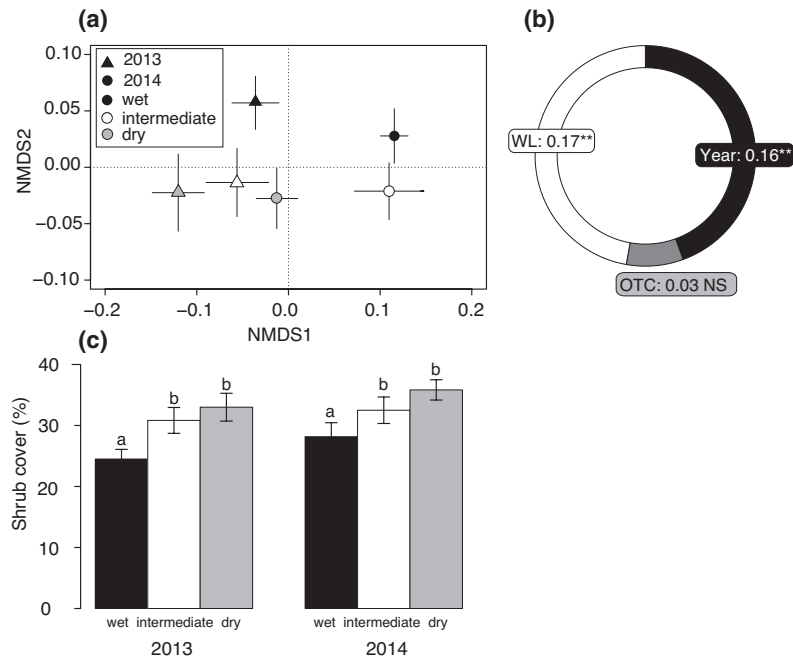 (a)
0.10
0.05
0.00
−0.05
−0.10
NMDS2
2013
2014
wet
intermediate
dry
−0.2 −0.1 0.0 0.1 0.2
NMDS1
(b)
WL: 0.17**
Year: 0.16**
OTC: 0.03 NS
(c)
40
30
20
10
0
Shrub cover (%)
a b b a b b
wet intermediate dry wet intermediate dry
2013 2014